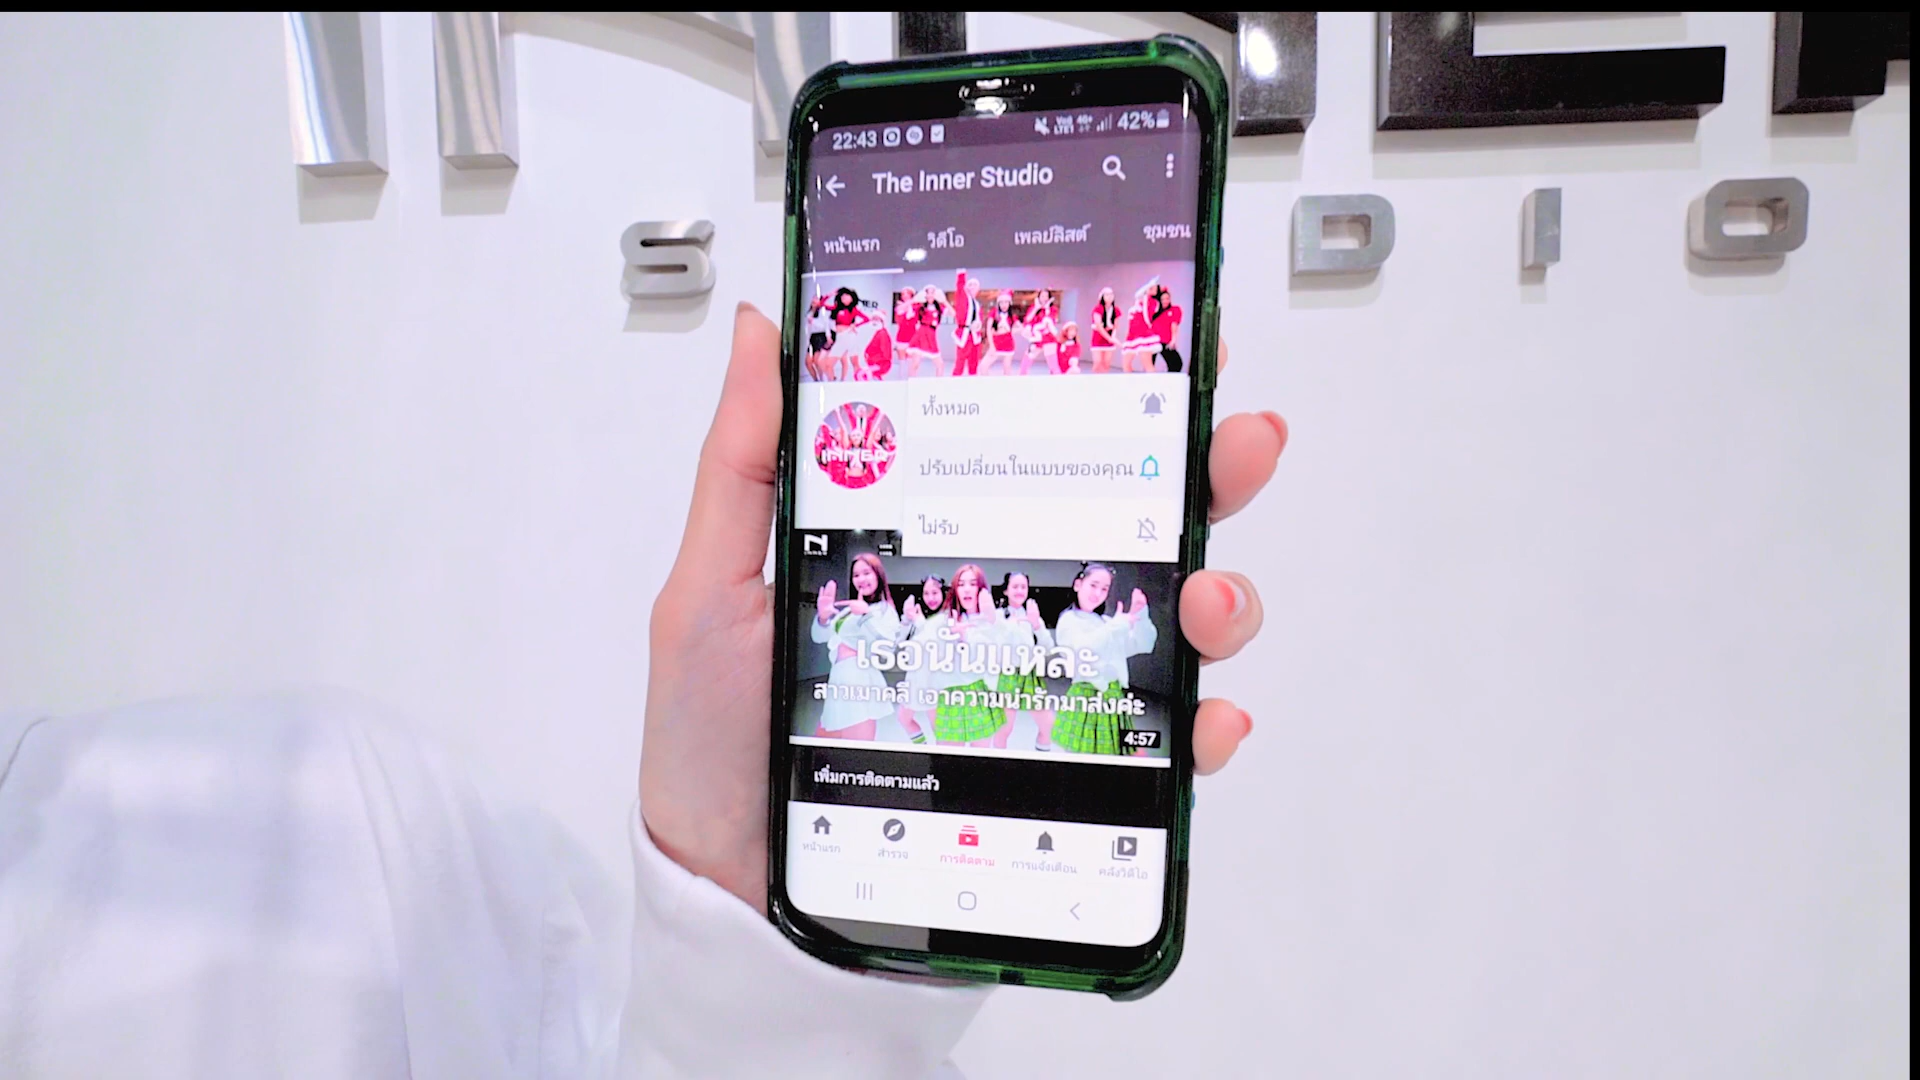 INNER
S DIO
22:43 42%
The Inner Studio
หน้าแรก วิดีโอ เพลย์ลิสต์ ชุมชน
ทั้งหมด
INNER
ปรับเปลี่ยนในแบบของคุณ
ไม่รับ
เธอนั่นแหละ
สาวเมาคลี เอาความน่ารักมาส่งค่ะ
4:57
เพิ่มการติดตามแล้ว
หน้าแรก สำรวจ การติดตาม การแจ้งเตือน คลังวิดีโอ